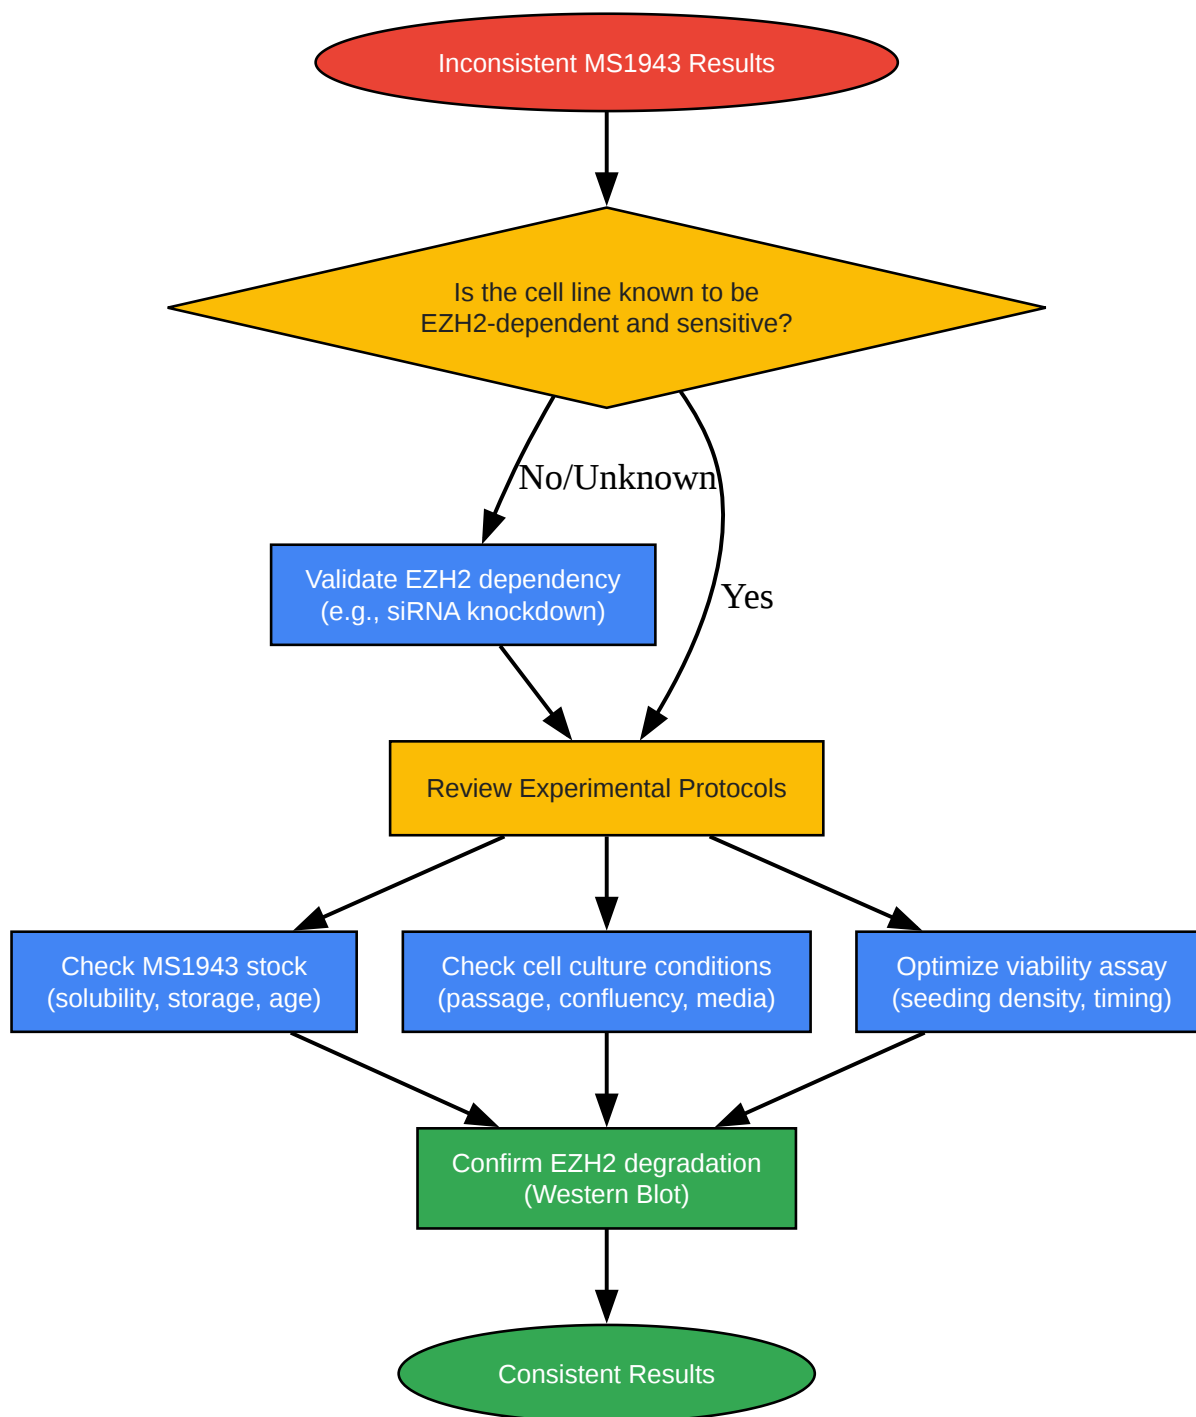 Inconsistent MS1943 Results
Is the cell line known to be
EZH2-dependent and sensitive?
No/Unknown
Validate EZH2 dependency
(e.g., siRNA knockdown)
Yes
Review Experimental Protocols
Check MS1943 stock
(solubility, storage, age)
Check cell culture conditions
(passage, confluency, media)
Optimize viability assay
(seeding density, timing)
Confirm EZH2 degradation
(Western Blot)
Consistent Results